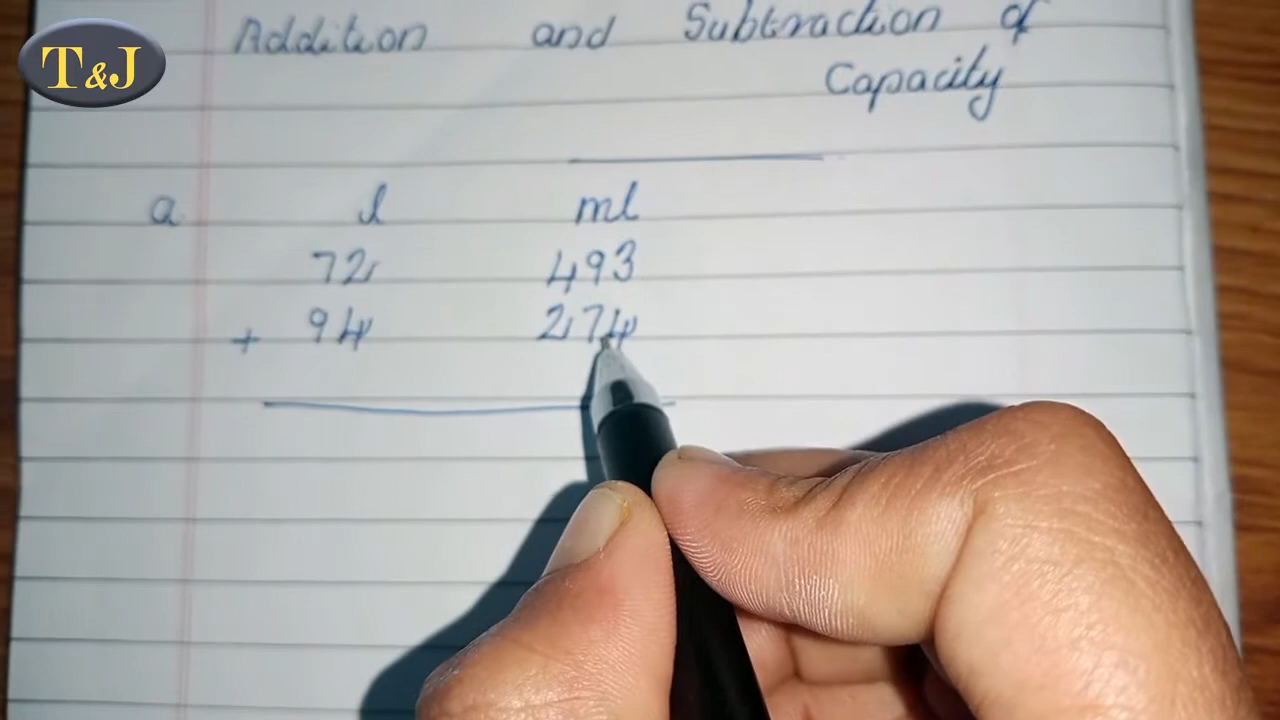 T&J
Addition and Subtraction of
Capacity
a l ml
72 493
+ 94 274